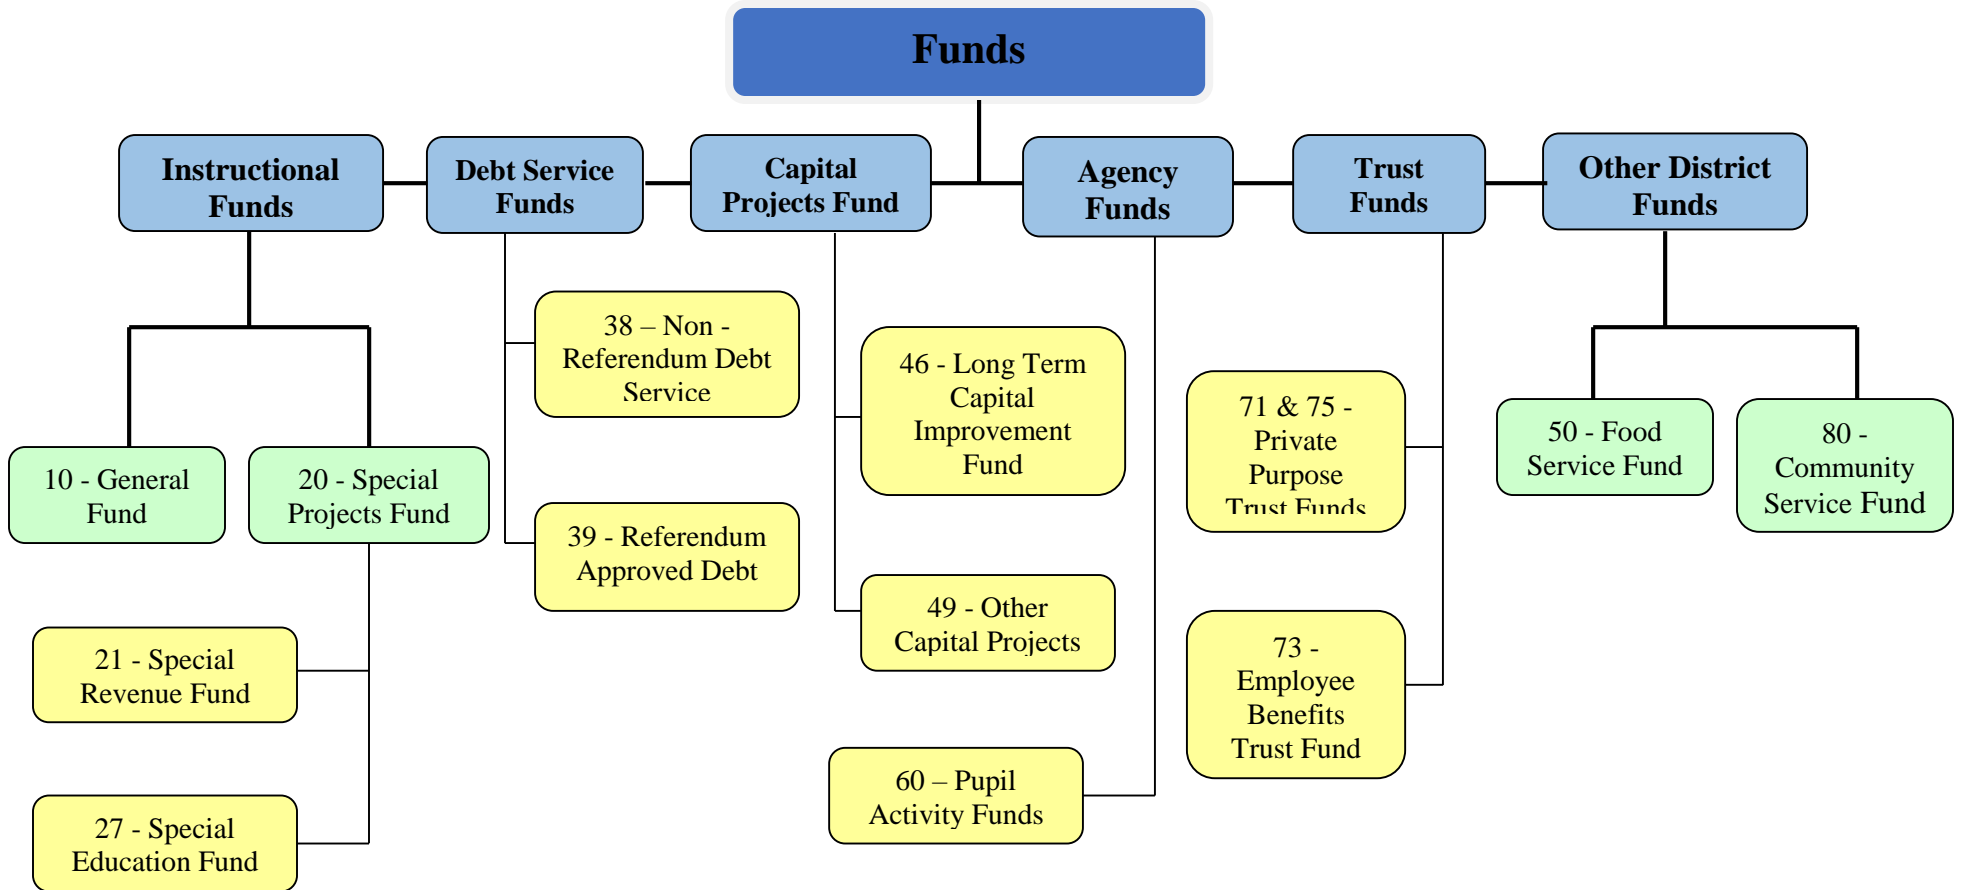 Funds
Instructional
Funds
Debt Service
Funds
Capital
Projects Fund
Agency
Funds
Trust
Funds
Other District
Funds
38 – Non -
Referendum Debt
Service
39 - Referendum
Approved Debt
46 - Long Term
Capital
Improvement
Fund
49 - Other
Capital Projects
71 & 75 -
Private
Purpose
Trust Funds
73 -
Employee
Benefits
Trust Fund
50 - Food
Service Fund
80 -
Community
Service Fund
10 - General
Fund
20 - Special
Projects Fund
21 - Special
Revenue Fund
27 - Special
Education Fund
60 – Pupil
Activity Funds